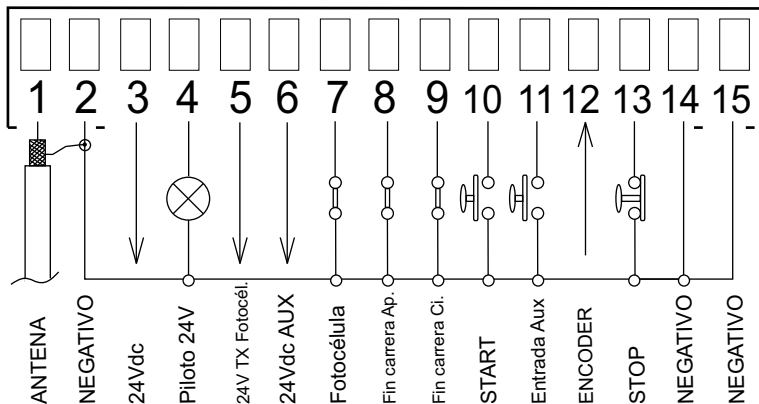 1 2 3 4 5 6 7 8 9 10 11 12 13 14 15
- - -
ANTENA
NEGATIVO
24Vdc
Piloto 24V
24V TX Fotocél.
24Vdc AUX
Fotocélula
Fin carrera Ap.
Fin carrera Ci.
START
Entrada Aux
ENCODER
STOP
NEGATIVO
NEGATIVO